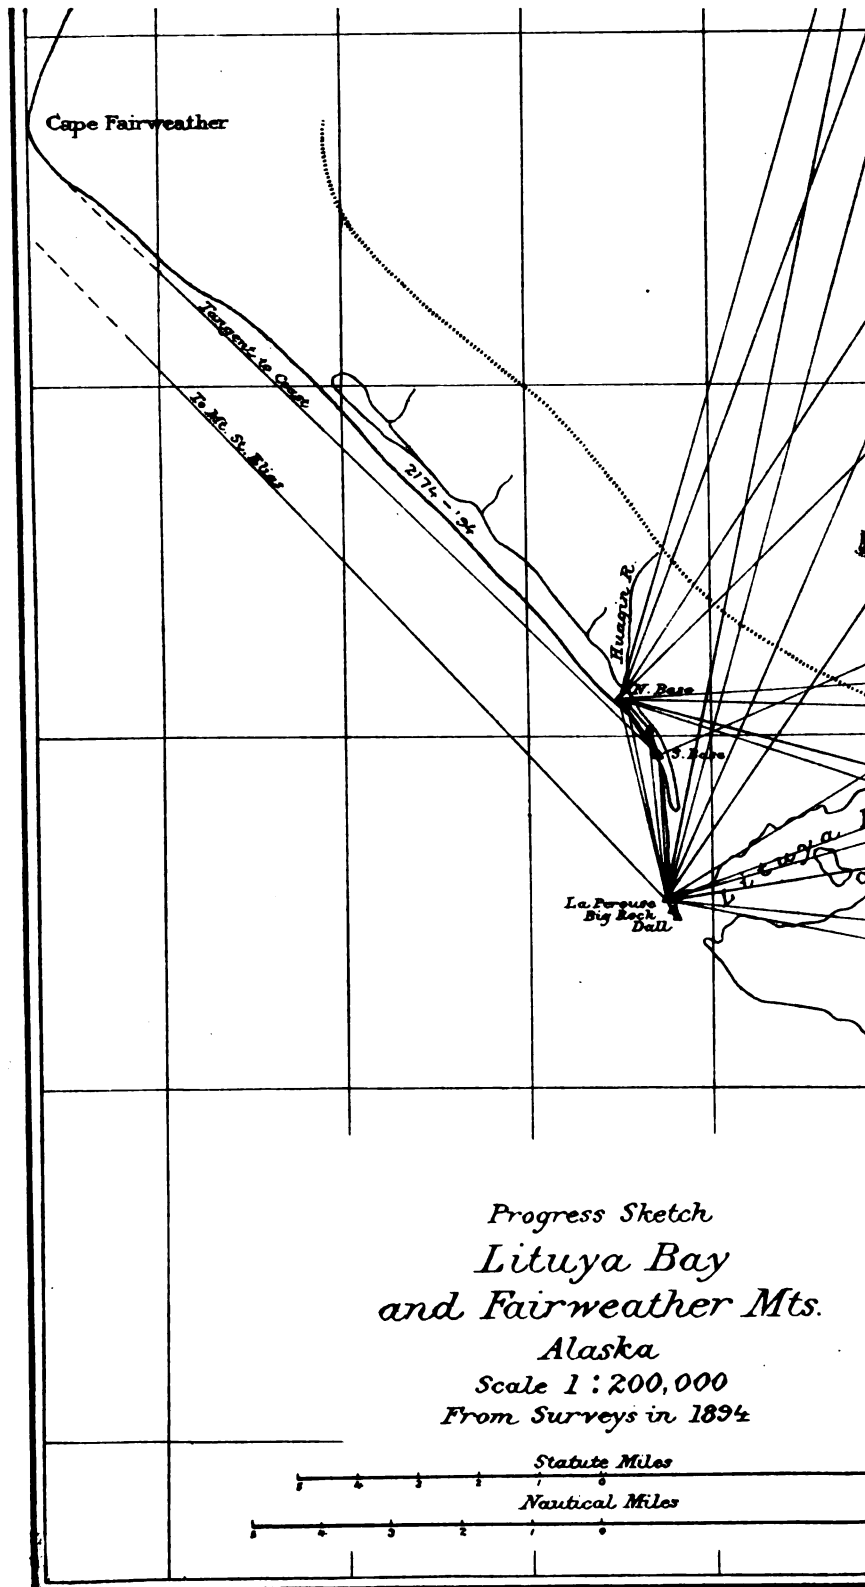 Cape Fairweather
Tangent to Coast
To Mt. St. Elias
2174 - '94
Huagin R.
N. Base
S. Base
Lituya
La Perouse
Big Rock
Dall
Progress Sketch
Lituya Bay
and Fairweather Mts.
Alaska
Scale 1:200,000
From Surveys in 1894
Statute Miles
5 4 3 2 1 0
Nautical Miles
5 4 3 2 1 0